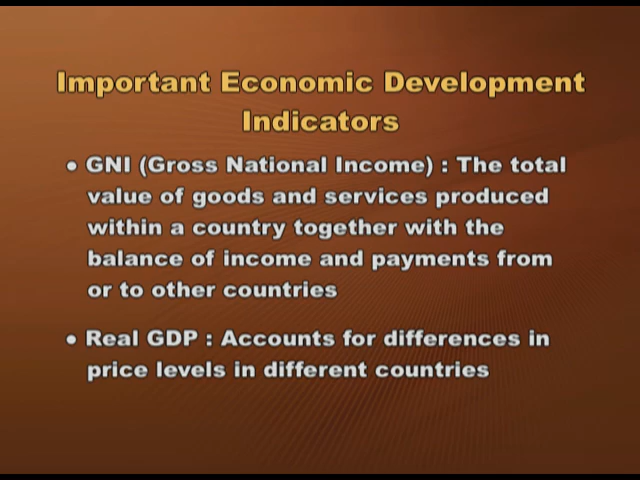 Important Economic Development
Indicators
• GNI (Gross National Income) : The total
value of goods and services produced
within a country together with the
balance of income and payments from
or to other countries
• Real GDP : Accounts for differences in
price levels in different countries